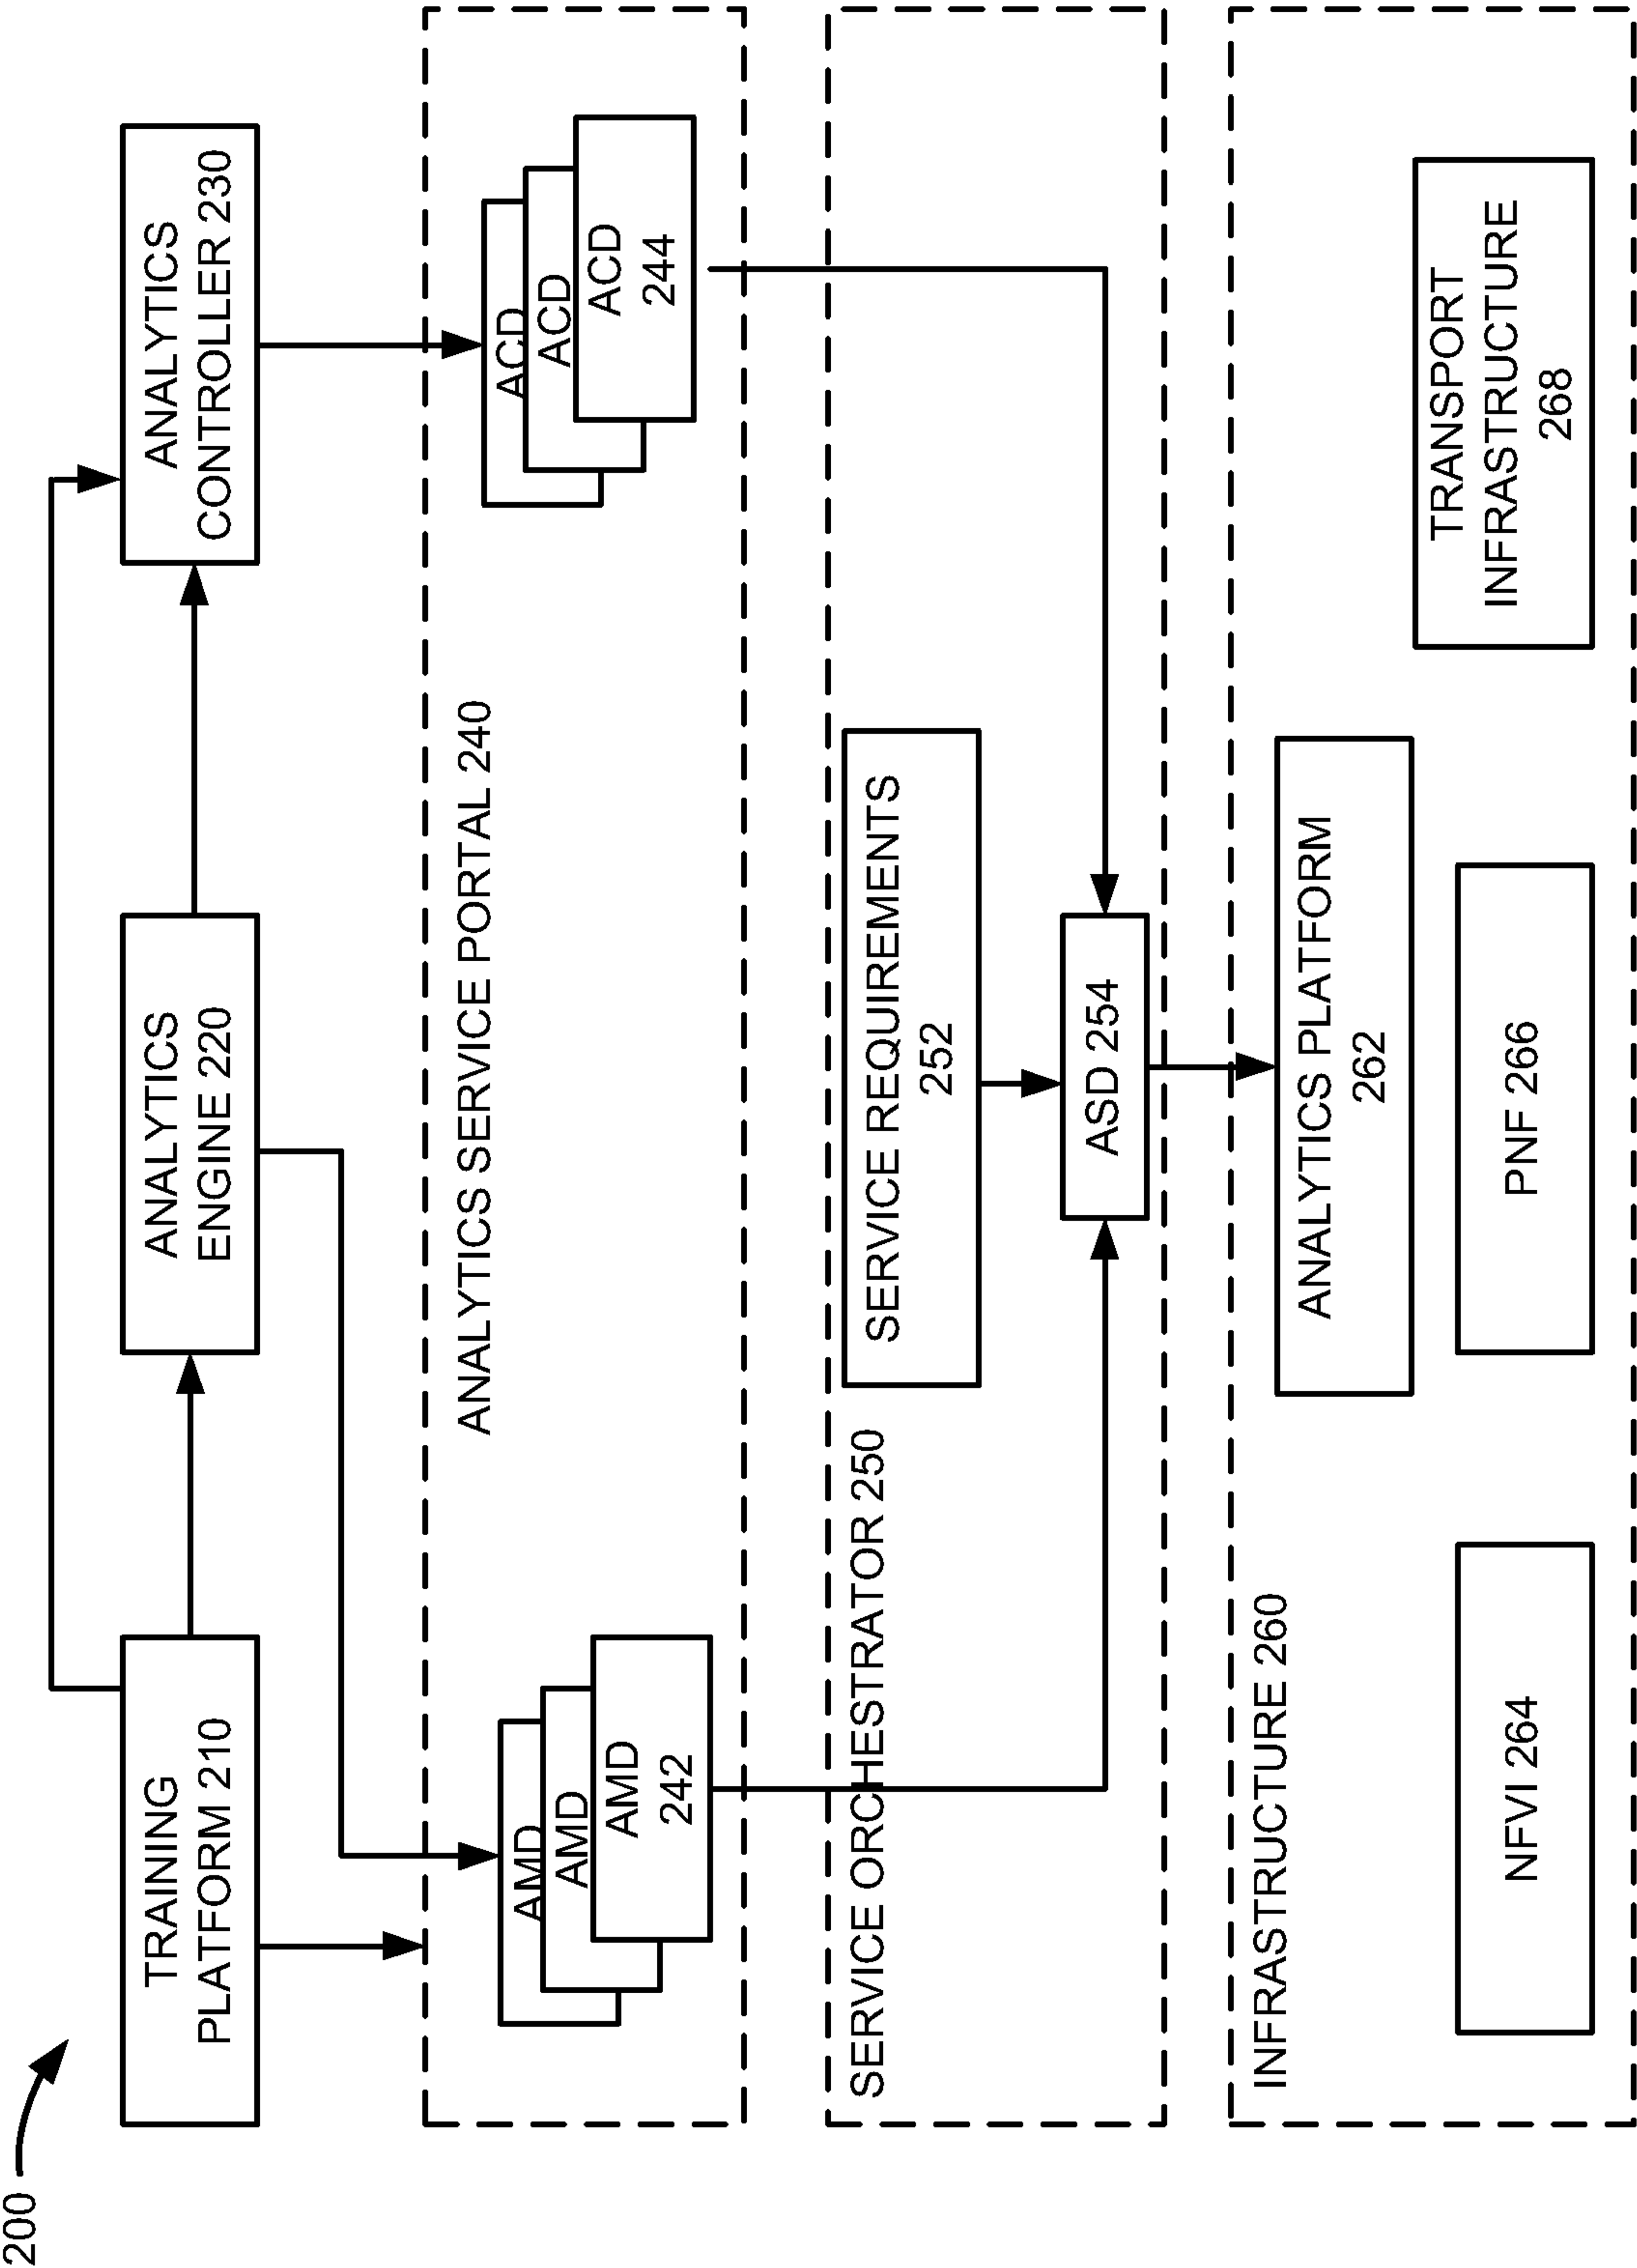 200
TRAINING
PLATFORM 210
ANALYTICS
ENGINE 220
ANALYTICS
CONTROLLER 230
ANALYTICS SERVICE PORTAL 240
AMD
AMD
AMD
242
ACD
ACD
ACD
244
SERVICE ORCHESTRATOR 250
SERVICE REQUIREMENTS
252
ASD 254
INFRASTRUCTURE 260
ANALYTICS PLATFORM
262
NFVI 264
PNF 266
TRANSPORT
INFRASTRUCTURE
268